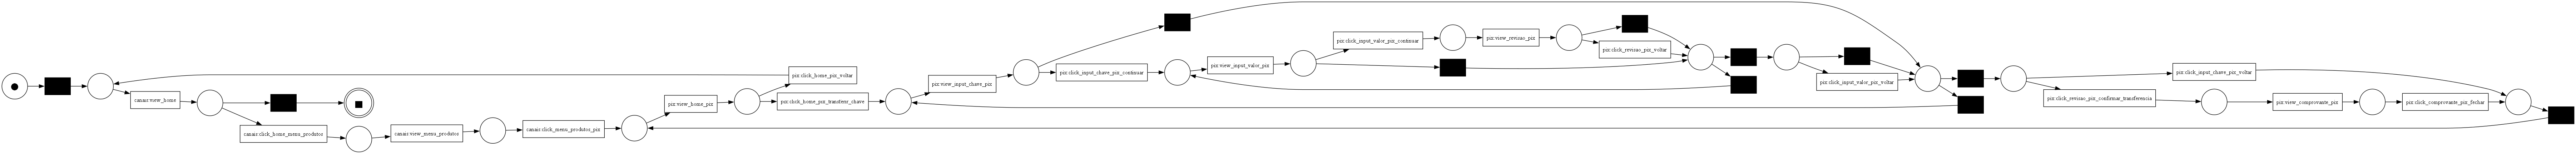 canais:view_home
canais:click_home_menu_produtos
canais:view_menu_produtos
canais:click_menu_produtos_pix
pix:view_home_pix
pix:click_home_pix_voltar
pix:click_home_pix_transferir_chave
pix:view_input_chave_pix
pix:click_input_chave_pix_continuar
pix:view_input_valor_pix
pix:click_input_valor_pix_continuar
pix:view_revisao_pix
pix:click_revisao_pix_voltar
pix:click_input_valor_pix_voltar
pix:click_input_chave_pix_voltar
pix:click_revisao_pix_confirmar_transferencia
pix:view_comprovante_pix
pix:click_comprovante_pix_fechar